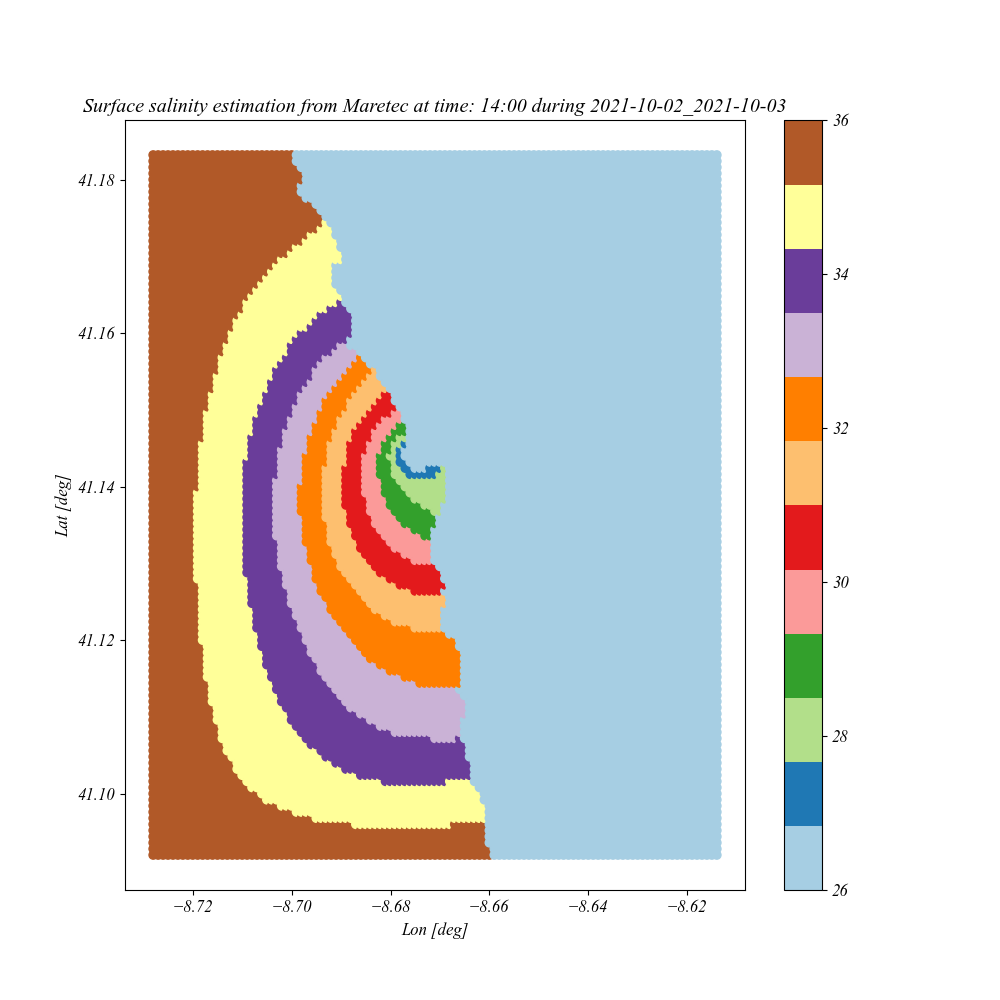 Surface salinity estimation from Maretec at time: 14:00 during 2021-10-02_2021-10-03
36
41.18
34
41.16
32
41.14
Lat [deg]
30
41.12
28
41.10
26
−8.72 −8.70 −8.68 −8.66 −8.64 −8.62
Lon [deg]